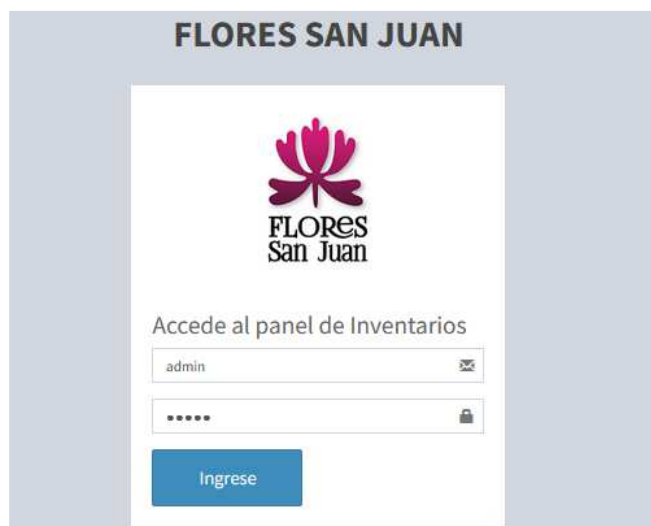 FLORES SAN JUAN
FLORes
San Juan
Accede al panel de Inventarios
admin
•••••
Ingrese